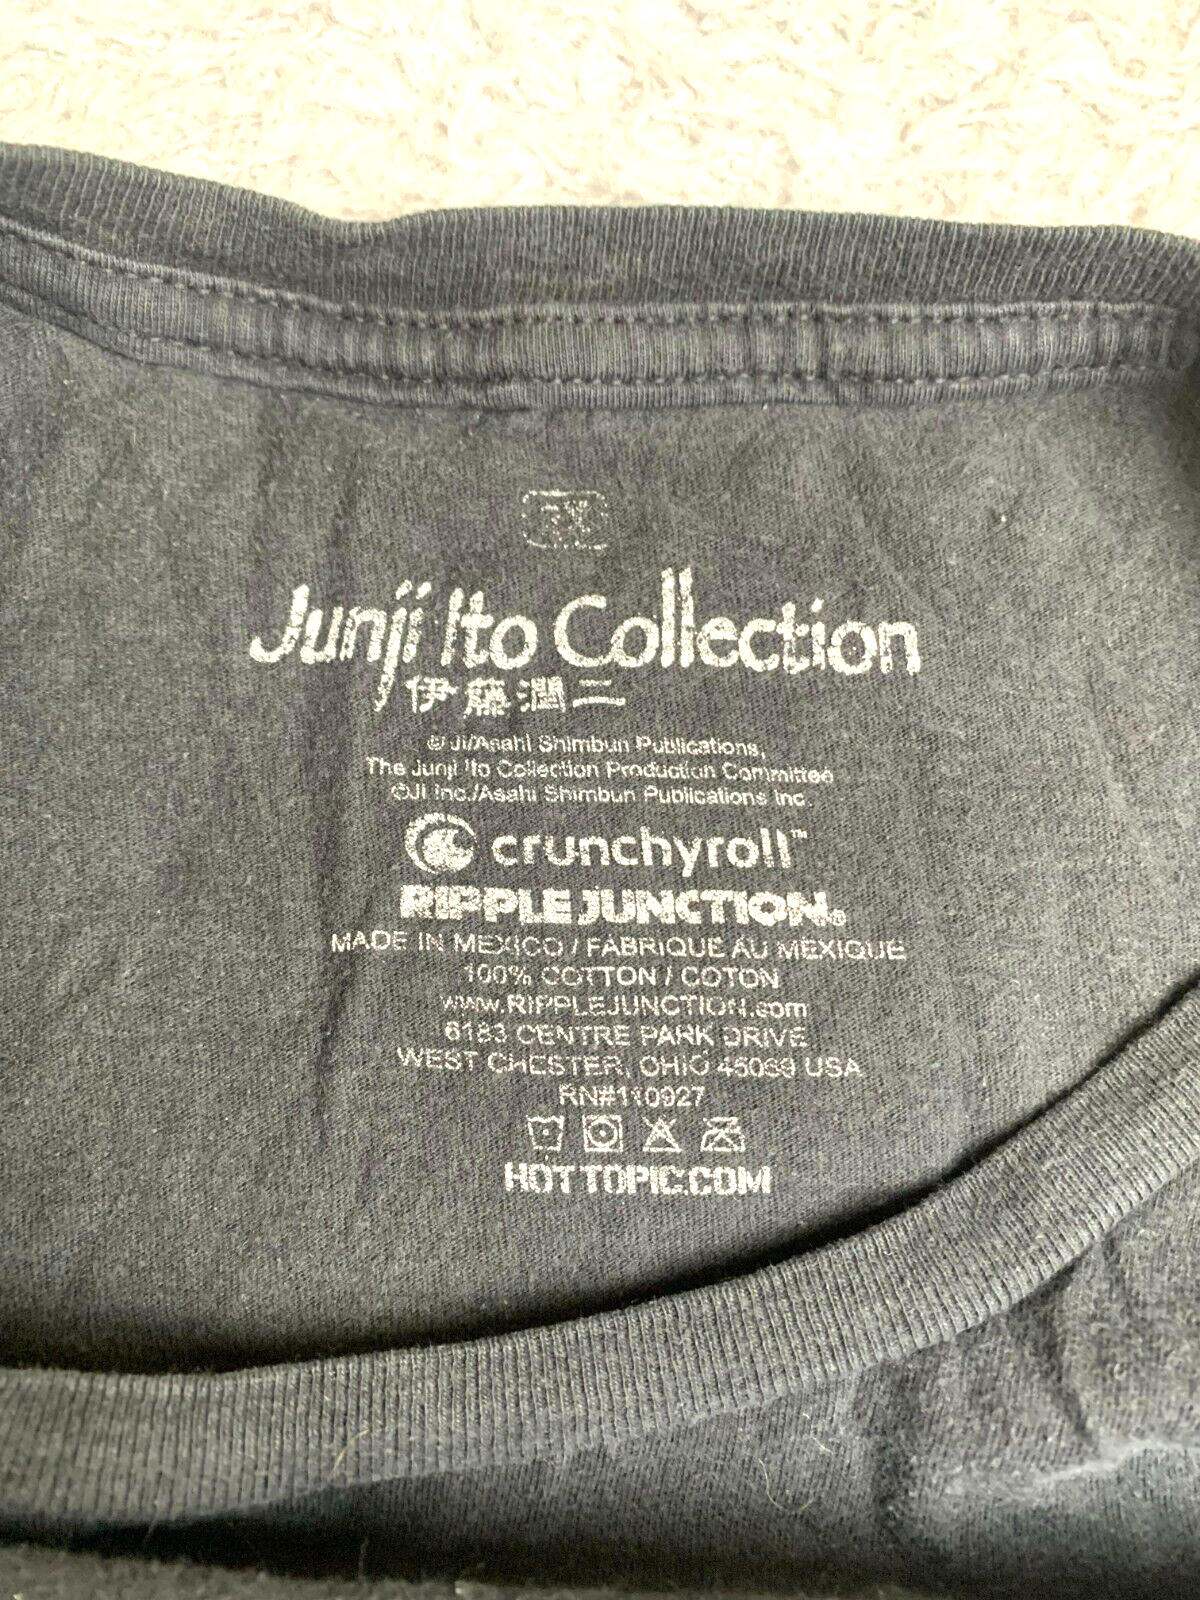 Junji Ito Collection
伊藤潤二
© JI/Asahi Shimbun Publications,
The Junji Ito Collection Production Committee
©JI Inc./Asahi Shimbun Publications Inc.
crunchyroll™
RIPPLE JUNCTION®
MADE IN MEXICO / FABRIQUE AU MEXIQUE
100% COTTON / COTON
www.RIPPLEJUNCTION.com
6183 CENTRE PARK DRIVE
WEST CHESTER, OHIO 45069 USA
RN#110927
HOTTOPIC.COM